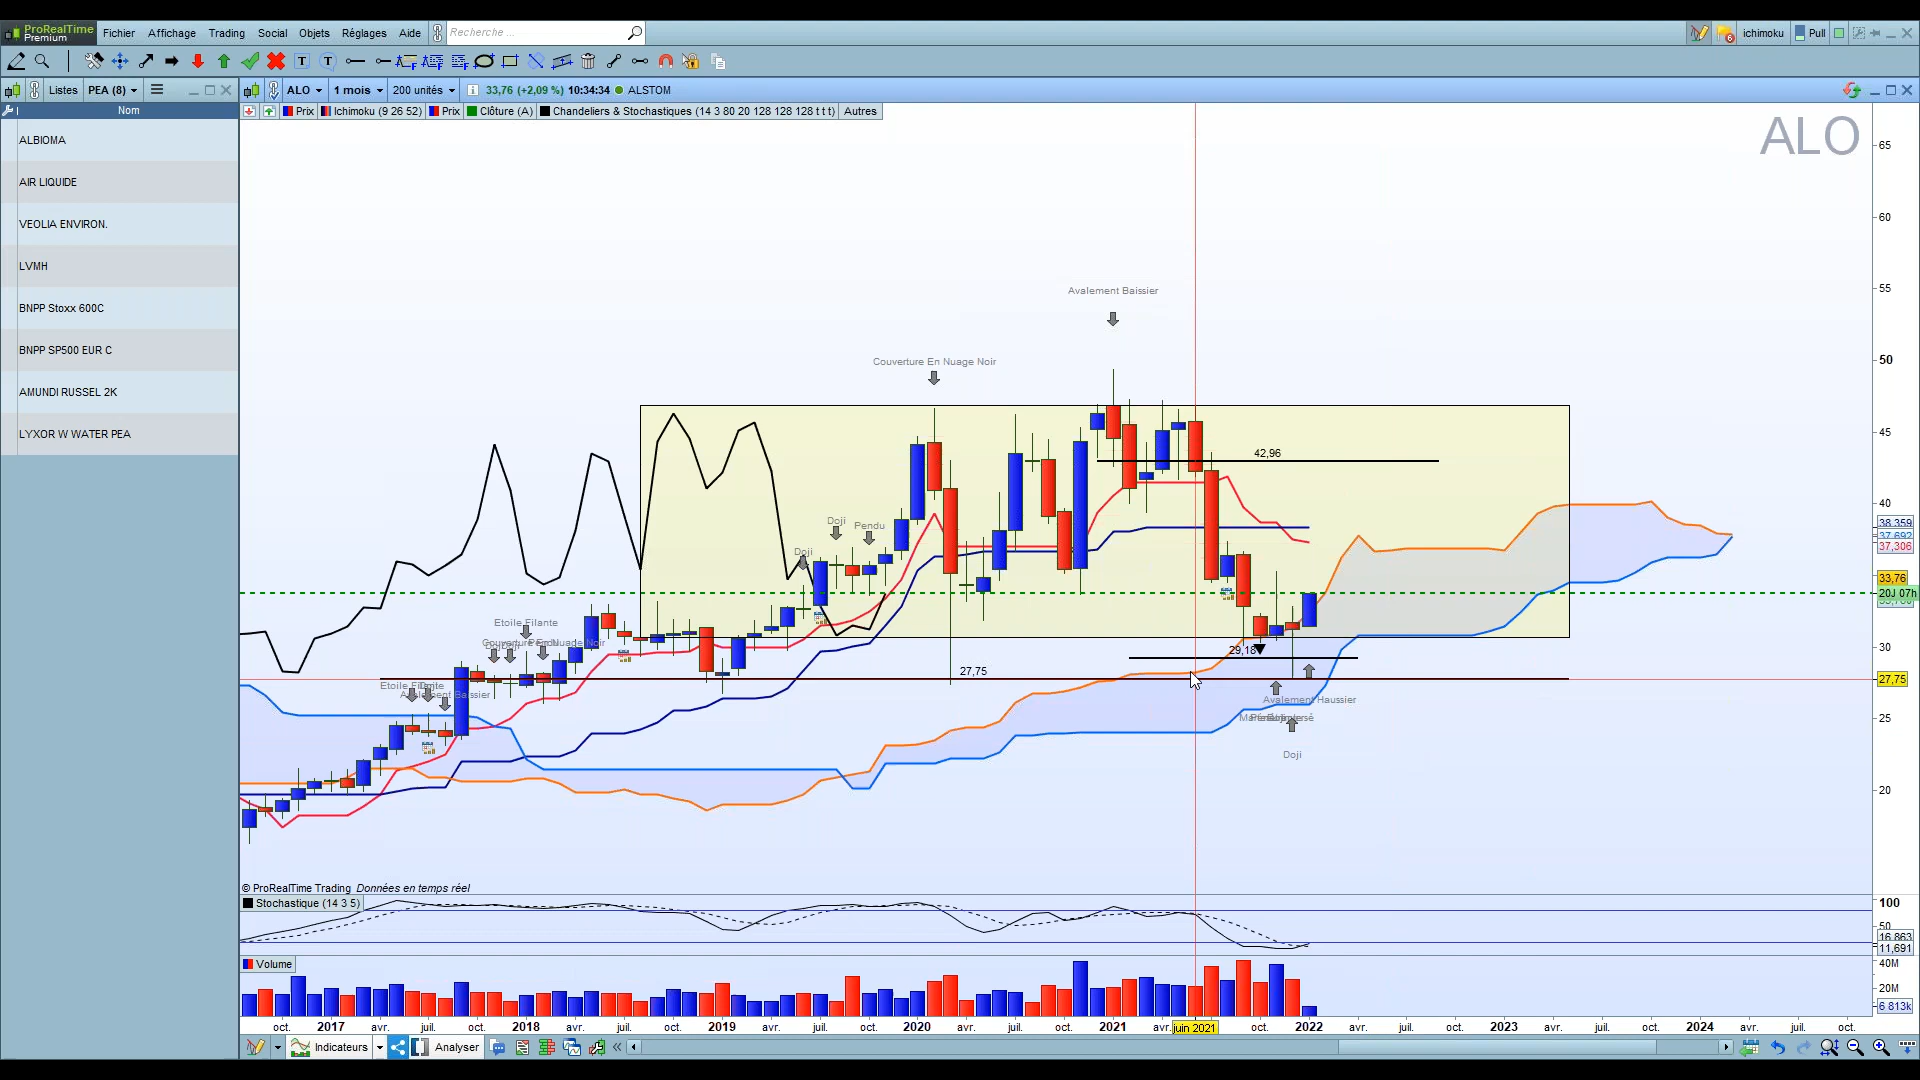 ProRealTime
Premium
Fichier Affichage Trading Social Objets Réglages Aide Recherche ... 6 ichimoku Pull
Listes PEA (8) ALO 1 mois 200 unités 33,76 (+2,09 %) 10:34:34 ALSTOM
Nom
Prix Ichimoku (9 26 52) Prix Clôture (A) Chandeliers & Stochastiques (14 3 80 20 128 128 128 t t t) Autres
ALO
ALBIOMA
AIR LIQUIDE
VEOLIA ENVIRON.
LVMH
BNPP Stoxx 600C
BNPP SP500 EUR C
AMUNDI RUSSEL 2K
LYXOR W WATER PEA
65
60
55
50
45
40
38,359
37,692
37,306
33,76
20J 07h
30
27,75
25
20
Avalement Baissier
Couverture En Nuage Noir
42,96
Doji
Pendu
Doji
Etoile Filante
29,18
27,75
Avalement Haussier
Doji
© ProRealTime Trading Données en temps réel
Stochastique (14 3 5)
100
50
16,863
11,691
Volume
40M
20M
6 813k
oct. 2017 avr. juil. oct. 2018 avr. juil. oct. 2019 avr. juil. oct. 2020 avr. juil. oct. 2021 avr. juin 2021 oct. 2022 avr. juil. oct. 2023 avr. juil. oct. 2024 avr. juil. oct.
Indicateurs Analyser